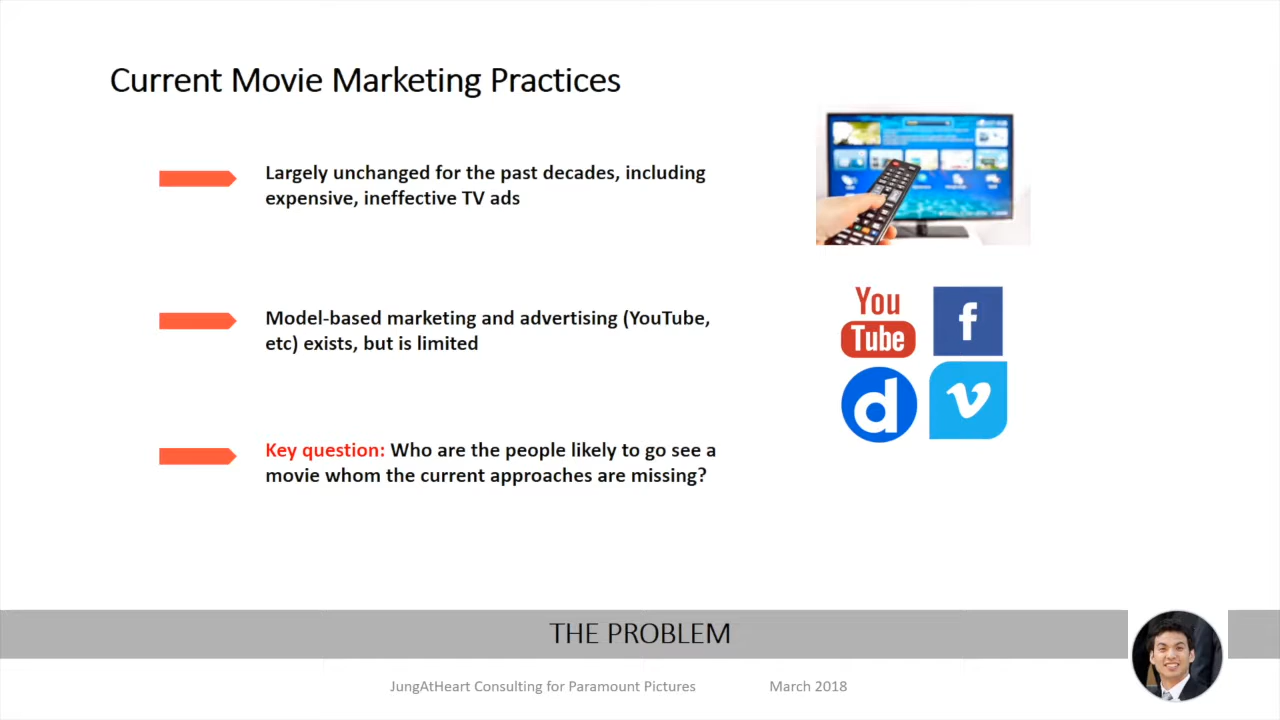 Current Movie Marketing Practices
Largely unchanged for the past decades, including
expensive, ineffective TV ads
Model-based marketing and advertising (YouTube,
etc) exists, but is limited
You
Tube
f
d
v
Key question: Who are the people likely to go see a
movie whom the current approaches are missing?
THE PROBLEM
JungAtHeart Consulting for Paramount Pictures
March 2018